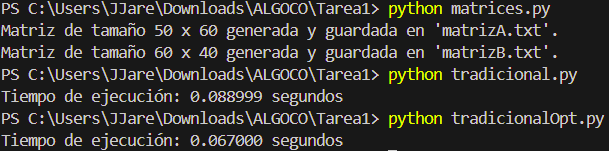 PS C:\Users\JJare\Downloads\ALGOCO\Tarea1> python matrices.py
Matriz de tamaño 50 x 60 generada y guardada en 'matrizA.txt'.
Matriz de tamaño 60 x 40 generada y guardada en 'matrizB.txt'.
PS C:\Users\JJare\Downloads\ALGOCO\Tarea1> python tradicional.py
Tiempo de ejecución: 0.088999 segundos
PS C:\Users\JJare\Downloads\ALGOCO\Tarea1> python tradicionalOpt.py
Tiempo de ejecución: 0.067000 segundos